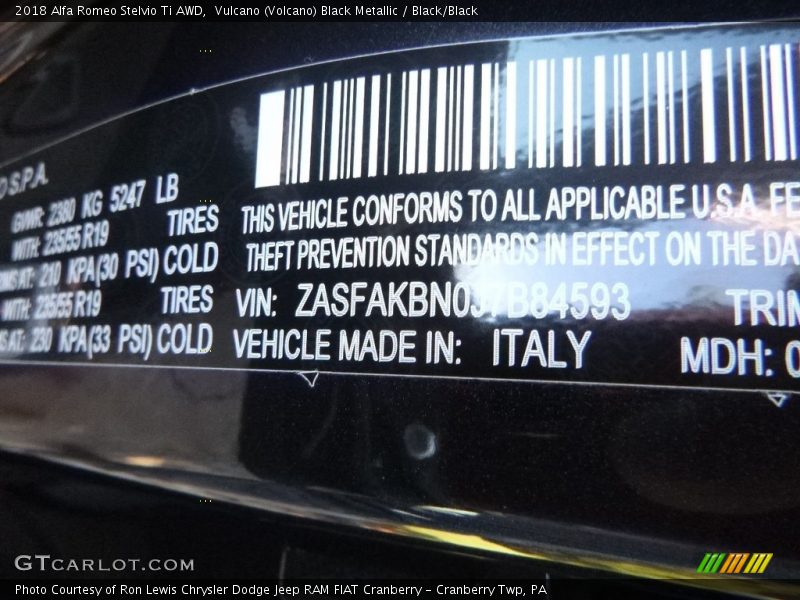 2018 Alfa Romeo Stelvio Ti AWD, Vulcano (Volcano) Black Metallic / Black/Black
S.P.A.
GVWR: 2380 KG 5247 LB
WITH: 23555 R19 TIRES
AT: 210 KPA(30 PSI) COLD
WITH: 235/55 R19 TIRES
AT: 230 KPA(33 PSI) COLD
THIS VEHICLE CONFORMS TO ALL APPLICABLE U.S.A. FE
THEFT PREVENTION STANDARDS IN EFFECT ON THE DA
VIN: ZASFAKBN0J7B84593 TRIM
VEHICLE MADE IN: ITALY MDH: 0
GTCARLOT.COM
Photo Courtesy of Ron Lewis Chrysler Dodge Jeep RAM FIAT Cranberry - Cranberry Twp, PA